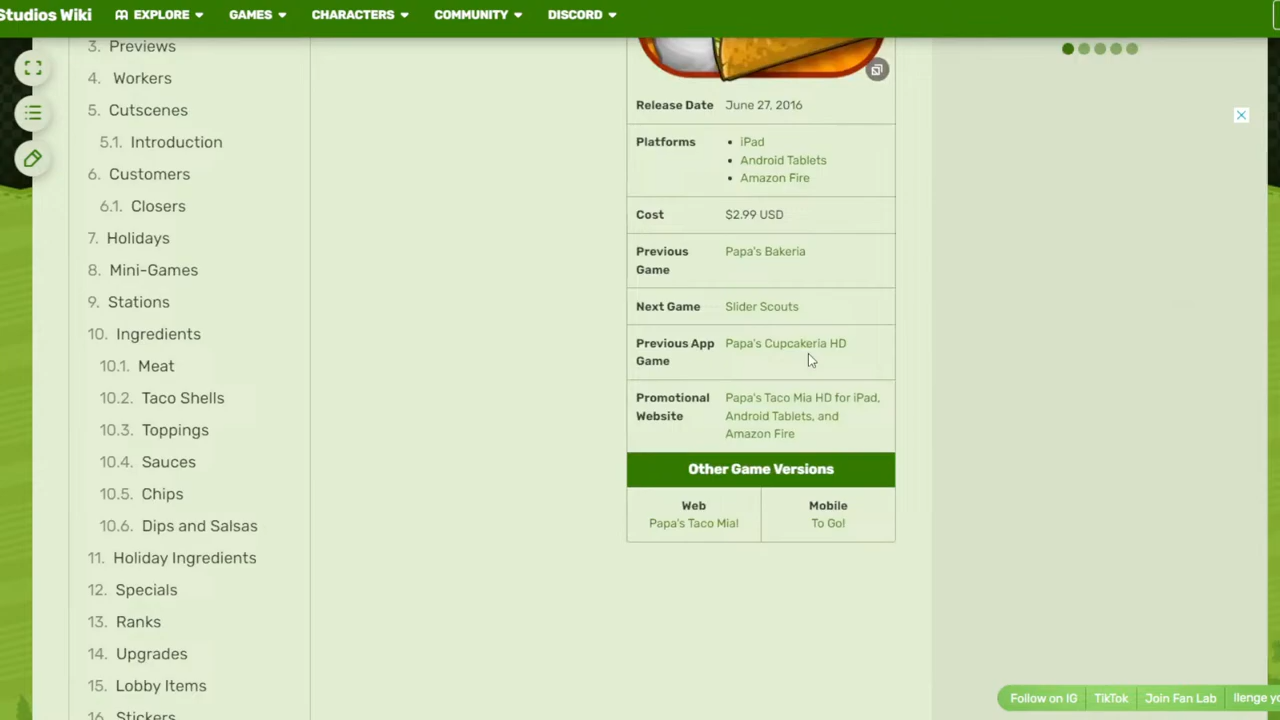 Studios Wiki EXPLORE GAMES CHARACTERS COMMUNITY DISCORD
3. Previews
4. Workers
5. Cutscenes
5.1. Introduction
6. Customers
6.1. Closers
7. Holidays
8. Mini-Games
9. Stations
10. Ingredients
10.1. Meat
10.2. Taco Shells
10.3. Toppings
10.4. Sauces
10.5. Chips
10.6. Dips and Salsas
11. Holiday Ingredients
12. Specials
13. Ranks
14. Upgrades
15. Lobby Items
16. Stickers
Release Date June 27, 2016
Platforms • iPad
• Android Tablets
• Amazon Fire
Cost $2.99 USD
Previous Game Papa's Bakeria
Next Game Slider Scouts
Previous App Game Papa's Cupcakeria HD
Promotional Website Papa's Taco Mia HD for iPad,
Android Tablets, and
Amazon Fire
Other Game Versions
Web Mobile
Papa's Taco Mia! To Go!
Follow on IG TikTok Join Fan Lab llenge yo